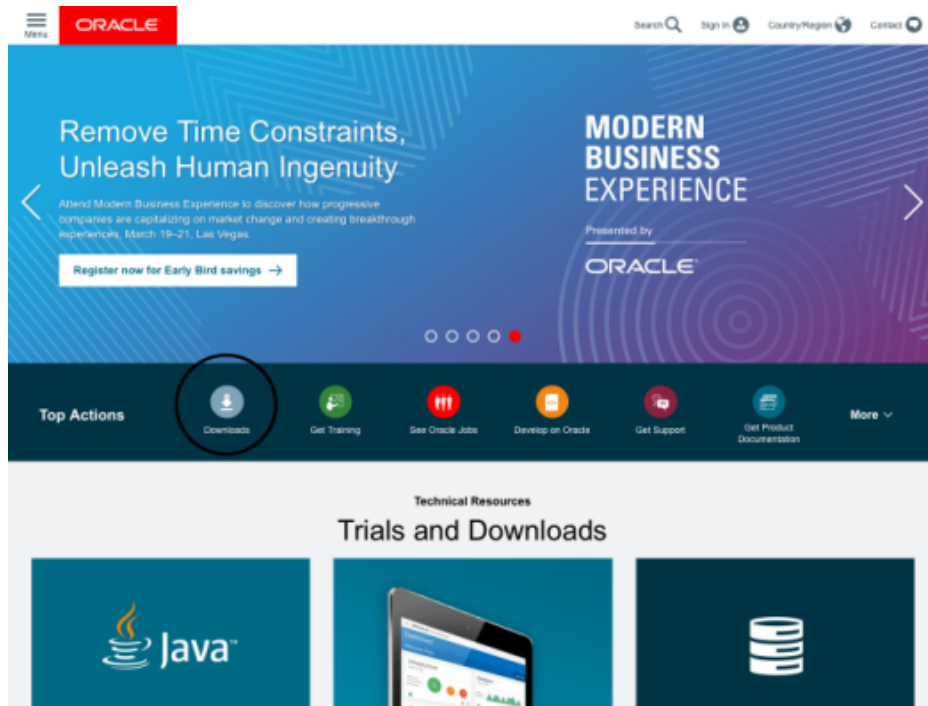 Menu
ORACLE
Search
Sign In
Country/Region
Contact
Remove Time Constraints,
Unleash Human Ingenuity
Attend Modern Business Experience to discover how progressive
companies are capitalizing on market change and creating breakthrough
experiences, March 19–21, Las Vegas.
Register now for Early Bird savings →
MODERN
BUSINESS
EXPERIENCE
Presented by
ORACLE
Top Actions
Downloads
Get Training
See Oracle Jobs
Develop on Oracle
Get Support
Get Product
Documentation
More
Technical Resources
Trials and Downloads
Java™